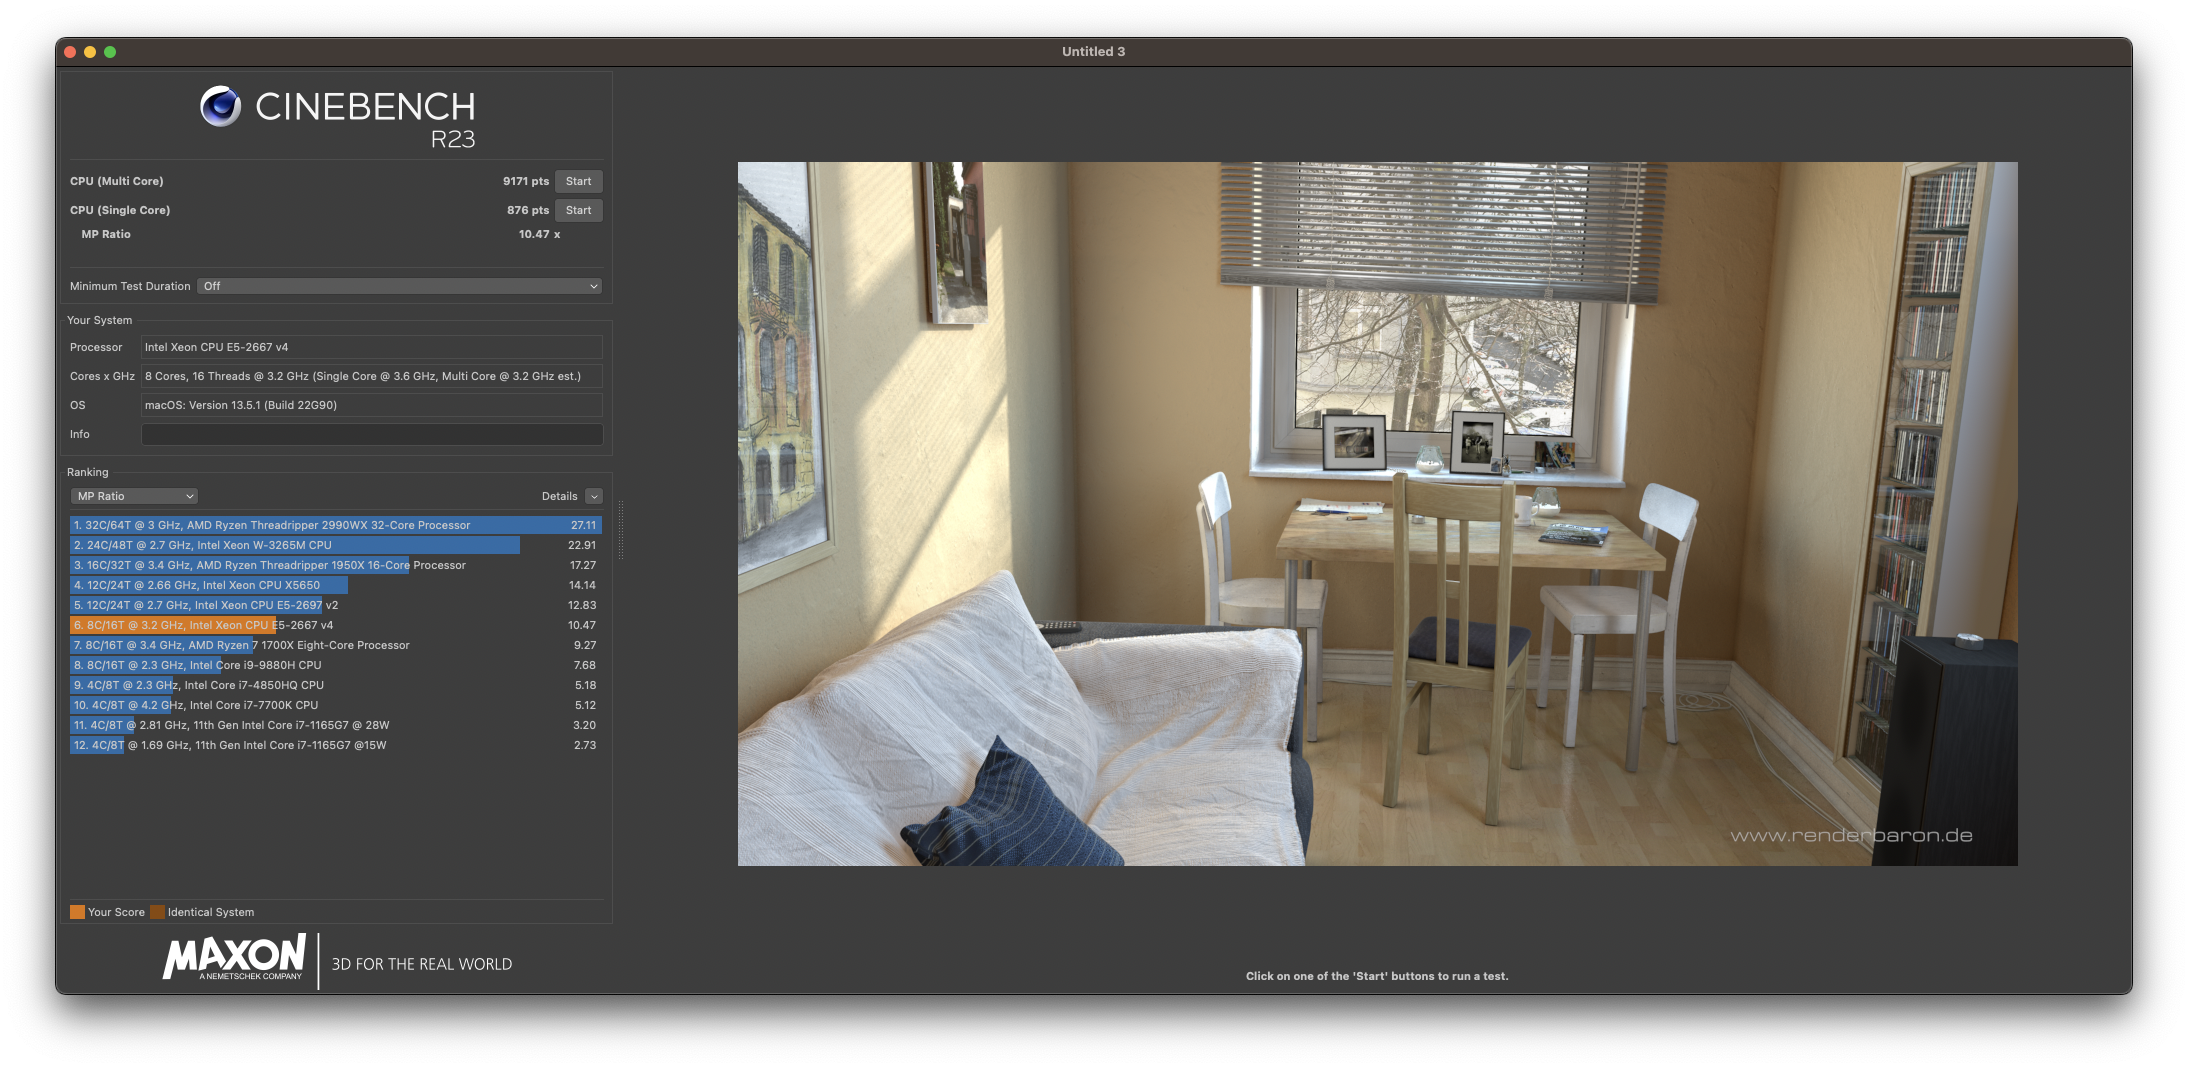 Untitled 3
CINEBENCH
R23
CPU (Multi Core) 9171 pts Start
CPU (Single Core) 876 pts Start
MP Ratio 10.47 x
Minimum Test Duration Off
Your System
Processor Intel Xeon CPU E5-2667 v4
Cores x GHz 8 Cores, 16 Threads @ 3.2 GHz (Single Core @ 3.6 GHz, Multi Core @ 3.2 GHz est.)
OS macOS: Version 13.5.1 (Build 22G90)
Info
Ranking
MP Ratio Details
1. 32C/64T @ 3 GHz, AMD Ryzen Threadripper 2990WX 32-Core Processor 27.11
2. 24C/48T @ 2.7 GHz, Intel Xeon W-3265M CPU 22.91
3. 16C/32T @ 3.4 GHz, AMD Ryzen Threadripper 1950X 16-Core Processor 17.27
4. 12C/24T @ 2.66 GHz, Intel Xeon CPU X5650 14.14
5. 12C/24T @ 2.7 GHz, Intel Xeon CPU E5-2697 v2 12.83
6. 8C/16T @ 3.2 GHz, Intel Xeon CPU E5-2667 v4 10.47
7. 8C/16T @ 3.4 GHz, AMD Ryzen 7 1700X Eight-Core Processor 9.27
8. 8C/16T @ 2.3 GHz, Intel Core i9-9880H CPU 7.68
9. 4C/8T @ 2.3 GHz, Intel Core i7-4850HQ CPU 5.18
10. 4C/8T @ 4.2 GHz, Intel Core i7-7700K CPU 5.12
11. 4C/8T @ 2.81 GHz, 11th Gen Intel Core i7-1165G7 @ 28W 3.20
12. 4C/8T @ 1.69 GHz, 11th Gen Intel Core i7-1165G7 @15W 2.73
Your Score Identical System
MAXON
A NEMETSCHEK COMPANY
3D FOR THE REAL WORLD
www.renderbaron.de
Click on one of the 'Start' buttons to run a test.